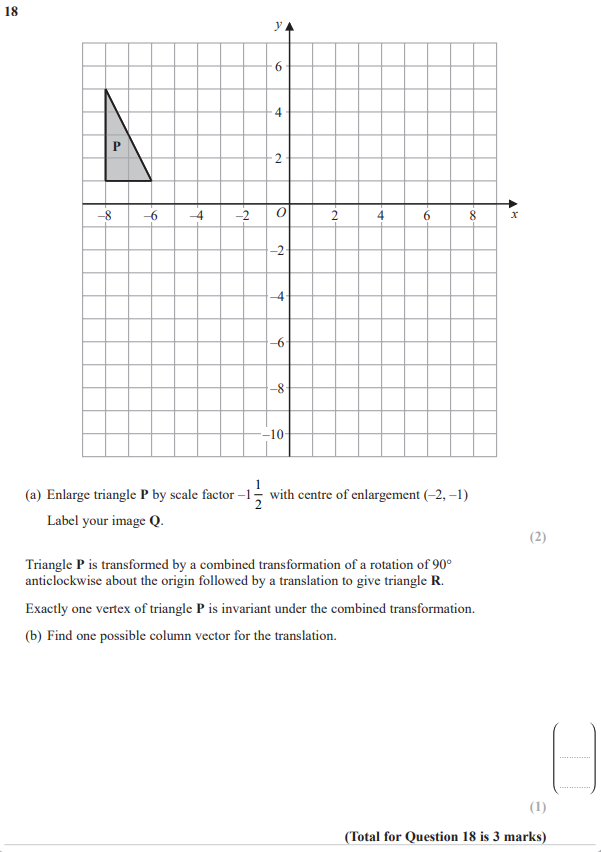 18
y
6
4
2
P
–8 –6 –4 –2 O 2 4 6 8 x
–2
–4
–6
–8
–10
(a) Enlarge triangle P by scale factor –1 1/2 with centre of enlargement (–2, –1)
Label your image Q.
(2)
Triangle P is transformed by a combined transformation of a rotation of 90°
anticlockwise about the origin followed by a translation to give triangle R.
Exactly one vertex of triangle P is invariant under the combined transformation.
(b) Find one possible column vector for the translation.
(1)
(Total for Question 18 is 3 marks)